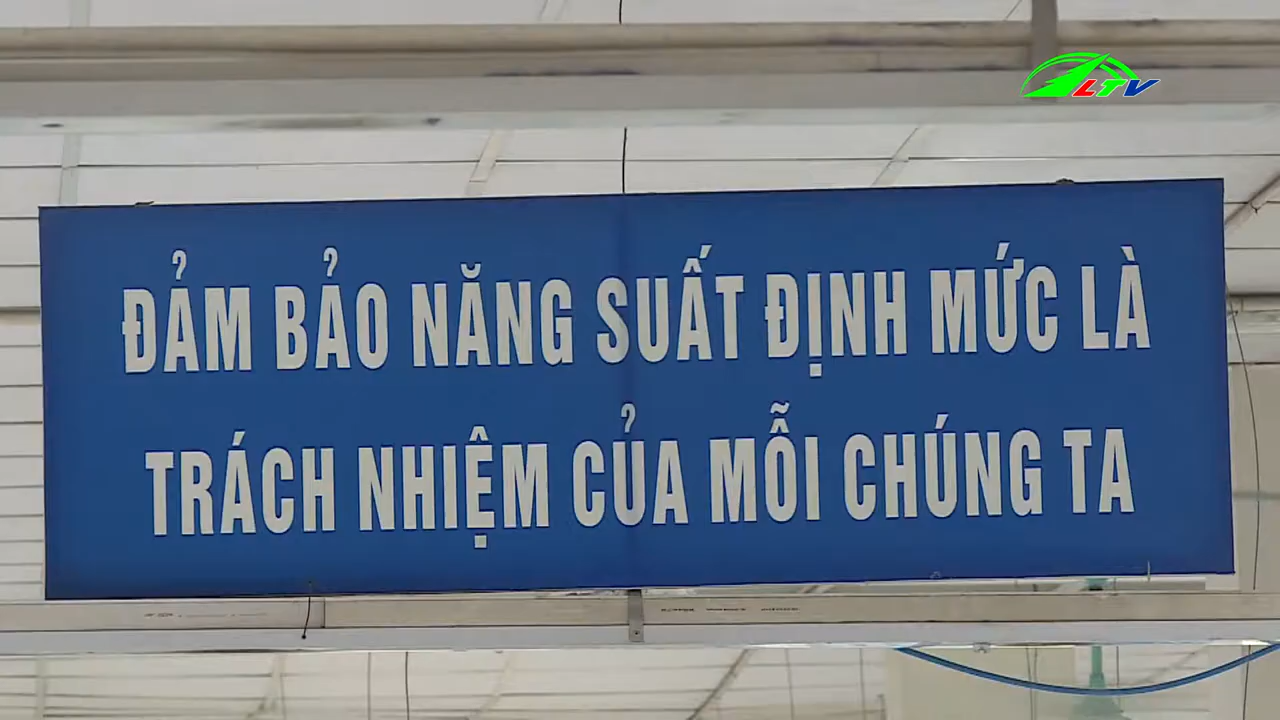 LTV
ĐẢM BẢO NĂNG SUẤT ĐỊNH MỨC LÀ
TRÁCH NHIỆM CỦA MỖI CHÚNG TA